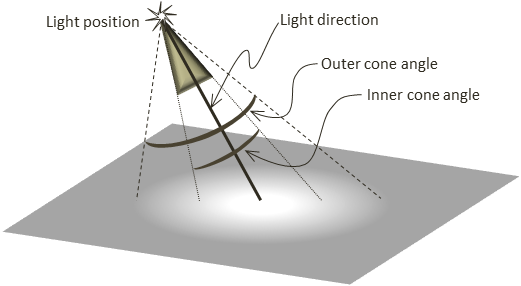 Light position
Light direction
Outer cone angle
Inner cone angle